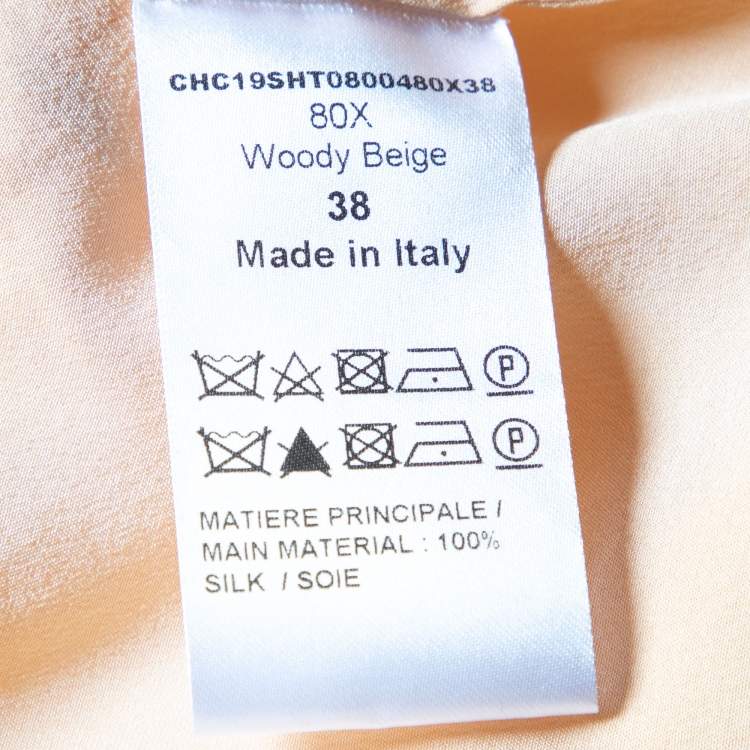 CHC19SHT0800480X38
80X
Woody Beige
38
Made in Italy
P
P
MATIERE PRINCIPALE /
MAIN MATERIAL : 100%
SILK / SOIE